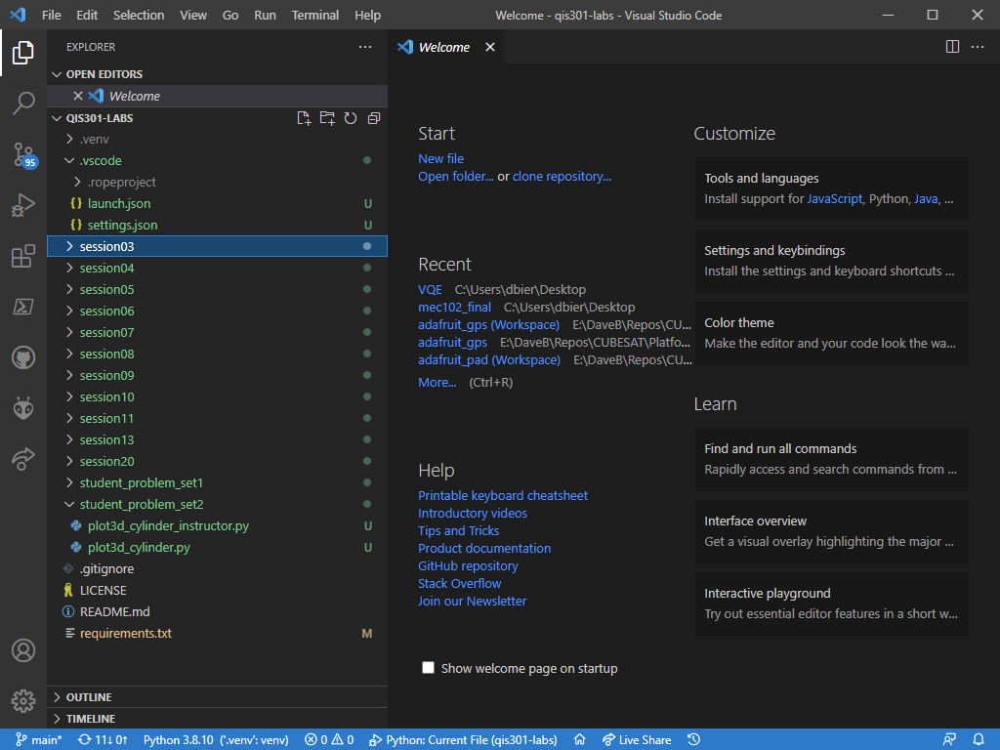 File Edit Selection View Go Run Terminal Help Welcome - qis301-labs - Visual Studio Code
EXPLORER
Welcome
OPEN EDITORS
Welcome
QIS301-LABS
.venv
.vscode
.ropeproject
launch.json U
settings.json U
session03
session04
session05
session06
session07
session08
session09
session10
session11
session13
session20
student_problem_set1
student_problem_set2
plot3d_cylinder_instructor.py U
plot3d_cylinder.py U
.gitignore
LICENSE
README.md
requirements.txt M
OUTLINE
TIMELINE
95
Start
New file
Open folder... or clone repository...
Recent
VQE C:\Users\dbier\Desktop
mec102_final C:\Users\dbier\Desktop
adafruit_gps (Workspace) E:\DaveB\Repos\CU...
adafruit_gps E:\DaveB\Repos\CUBESAT\Platfo...
adafruit_pad (Workspace) E:\DaveB\Repos\CU...
More... (Ctrl+R)
Help
Printable keyboard cheatsheet
Introductory videos
Tips and Tricks
Product documentation
GitHub repository
Stack Overflow
Join our Newsletter
Show welcome page on startup
Customize
Tools and languages
Install support for JavaScript, Python, Java, ...
Settings and keybindings
Install the settings and keyboard shortcuts ...
Color theme
Make the editor and your code look the wa...
Learn
Find and run all commands
Rapidly access and search commands from ...
Interface overview
Get a visual overlay highlighting the major ...
Interactive playground
Try out essential editor features in a short w...
main* 11↓ 0↑ Python 3.8.10 ('.venv': venv) 0 0 Python: Current File (qis301-labs) Live Share